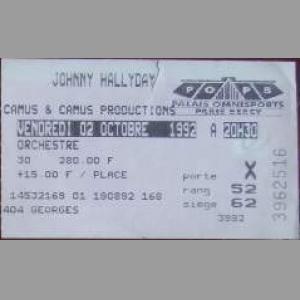 JOHNNY HALLYDAY
POPB
PALAIS OMNISPORTS
PARIS BERCY
CAMUS & CAMUS PRODUCTIONS
VENDREDI 02 OCTOBRE 1992 A 20H30
ORCHESTRE
30 280.00 F
+15.00 F / PLACE
porte X
rang 52
siege 62
14532169 01 190892 168
404 GEORGES
3992
3962516